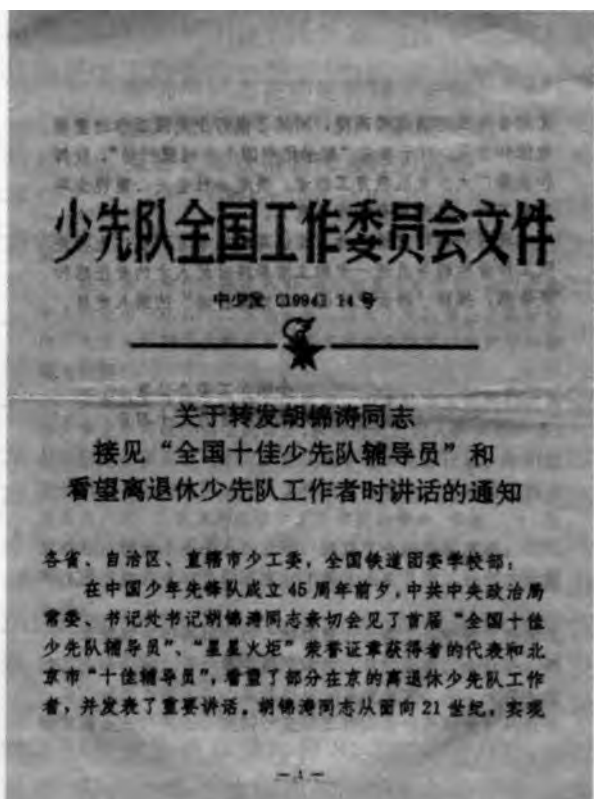 少先队全国工作委员会文件
中少发〔1994〕14号
关于转发胡锦涛同志
接见“全国十佳少先队辅导员”和
看望离退休少先队工作者时讲话的通知
各省、自治区、直辖市少工委，全国铁道团委学校部：
在中国少年先锋队成立45周年前夕，中共中央政治局
常委、书记处书记胡锦涛同志亲切会见了首届“全国十佳
少先队辅导员”、“星星火炬”荣誉证章获得者的代表和北
京市“十佳辅导员”，看望了部分在京的离退休少先队工作
者，并发表了重要讲话。胡锦涛同志从面向21世纪，实现
— 1 —